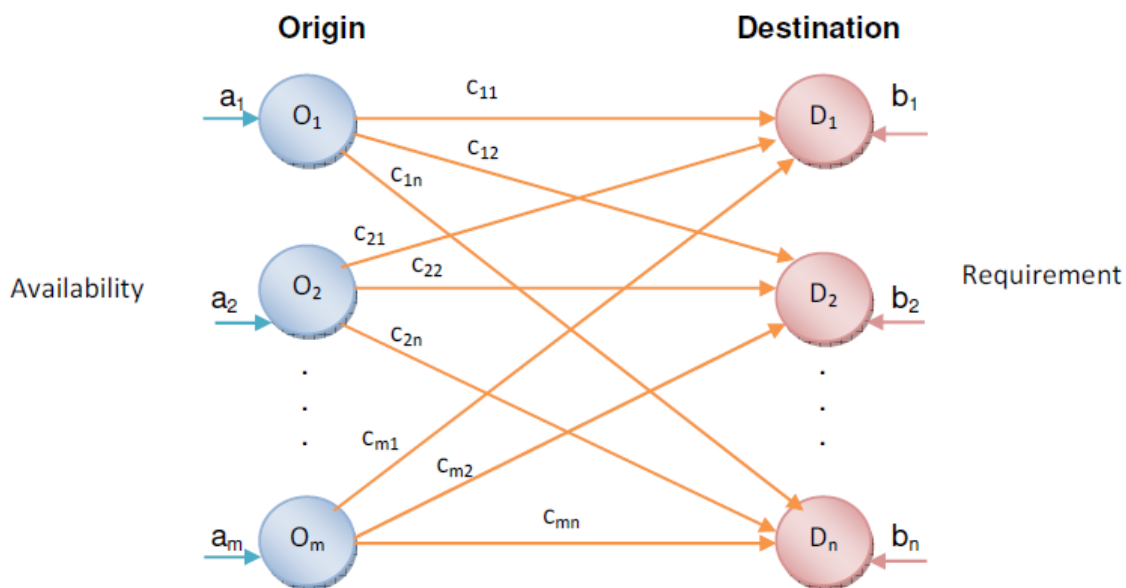 Origin Destination
a₁ O₁ c₁₁ D₁ b₁
c₁₂
c₁ₙ
c₂₁
Availability a₂ O₂ c₂₂ D₂ b₂ Requirement
c₂ₙ
. .
. .
. .
cₘ₁
cₘ₂
aₘ Oₘ cₘₙ Dₙ bₙ